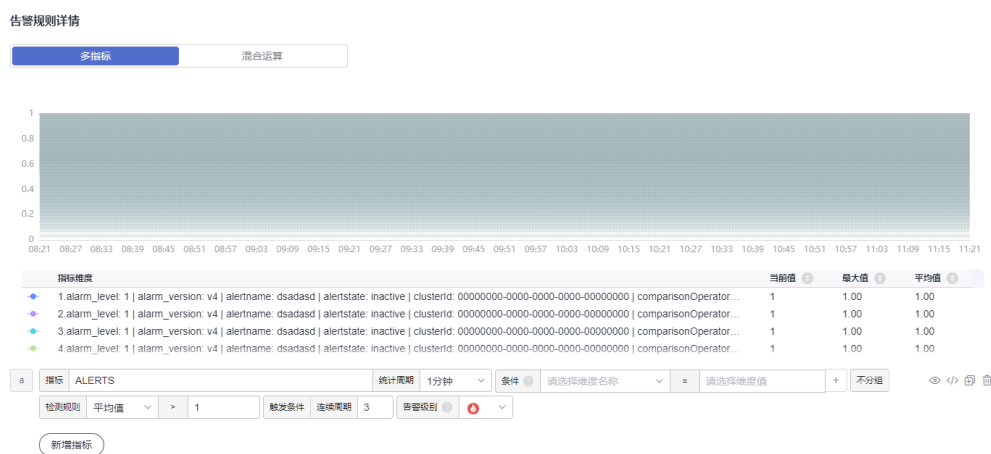 告警规则详情
多指标 混合运算
1
0.8
0.6
0.4
0.2
0
08:21 08:27 08:33 08:39 08:45 08:51 08:57 09:03 09:09 09:15 09:21 09:27 09:33 09:39 09:45 09:51 09:57 10:03 10:09 10:15 10:21 10:27 10:33 10:39 10:45 10:51 10:57 11:03 11:09 11:15 11:21
指标维度 当前值 最大值 平均值
1.alarm_level: 1 | alarm_version: v4 | alertname: dsadasd | alertstate: inactive | clusterId: 00000000-0000-0000-0000-00000000 | comparisonOperator... 1 1.00 1.00
2.alarm_level: 1 | alarm_version: v4 | alertname: dsadasd | alertstate: inactive | clusterId: 00000000-0000-0000-0000-00000000 | comparisonOperator... 1 1.00 1.00
3.alarm_level: 1 | alarm_version: v4 | alertname: dsadasd | alertstate: inactive | clusterId: 00000000-0000-0000-0000-00000000 | comparisonOperator... 1 1.00 1.00
4.alarm_level: 1 | alarm_version: v4 | alertname: dsadasd | alertstate: inactive | clusterId: 00000000-0000-0000-0000-00000000 | comparisonOperator... 1 1.00 1.00
a 指标 ALERTS 统计周期 1分钟 条件 请选择维度名称 = 请选择维度值 + 不分组
检测规则 平均值 > 1 触发条件 连续周期 3 告警级别
新增指标